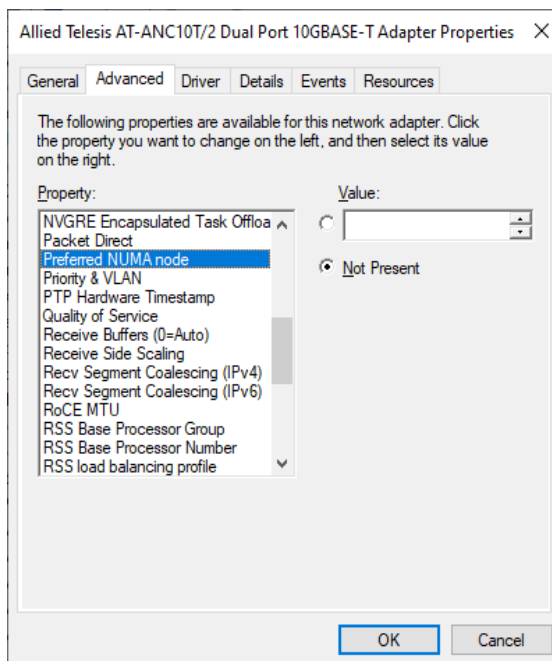 Allied Telesis AT-ANC10T/2 Dual Port 10GBASE-T Adapter Properties
General Advanced Driver Details Events Resources
The following properties are available for this network adapter. Click
the property you want to change on the left, and then select its value
on the right.
Property: Value:
NVGRE Encapsulated Task Offloa
Packet Direct
Preferred NUMA node
Not Present
Priority & VLAN
PTP Hardware Timestamp
Quality of Service
Receive Buffers (0=Auto)
Receive Side Scaling
Recv Segment Coalescing (IPv4)
Recv Segment Coalescing (IPv6)
RoCE MTU
RSS Base Processor Group
RSS Base Processor Number
RSS load balancing profile
OK Cancel